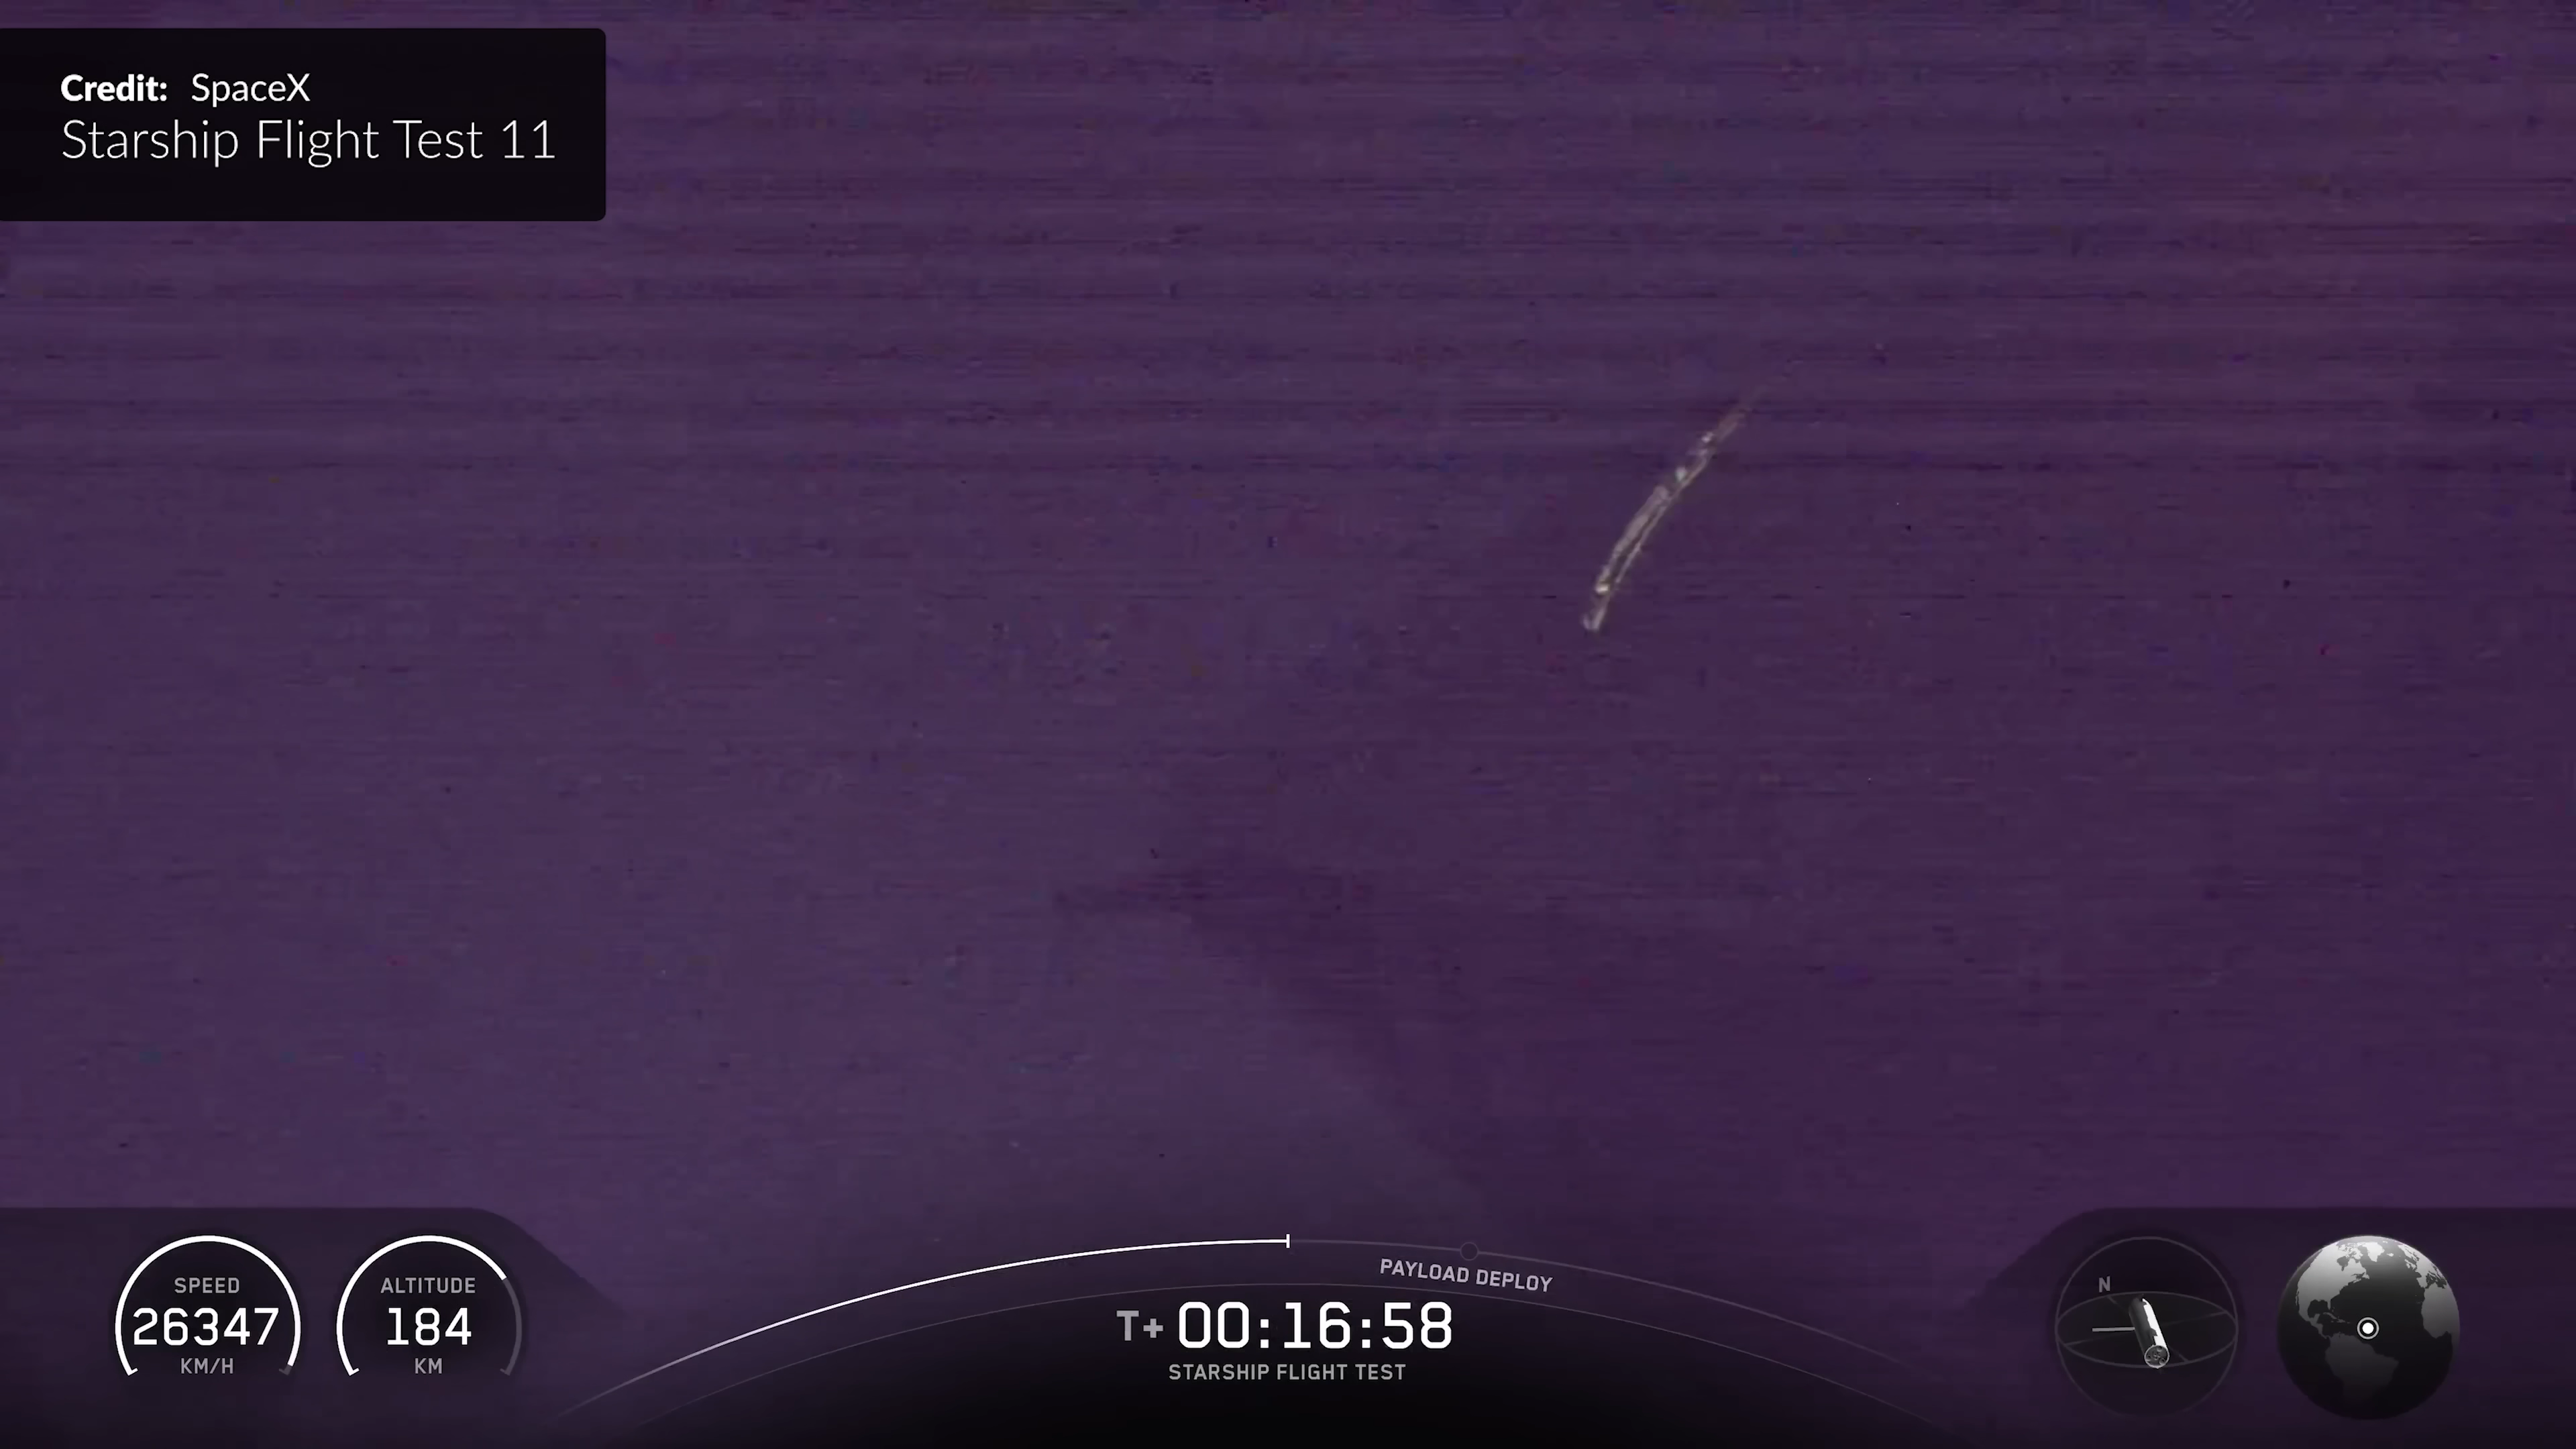 Credit: SpaceX
Starship Flight Test 11
SPEED
26347
KM/H
ALTITUDE
184
KM
PAYLOAD DEPLOY
T+ 00:16:58
STARSHIP FLIGHT TEST
N